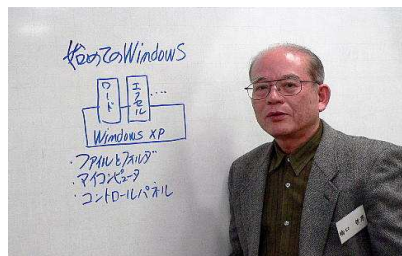 始めてのWindows
ワード
エクセル
....
Windows XP
・ファイルとフォルダ
・マイコンピュータ
・コントロールパネル